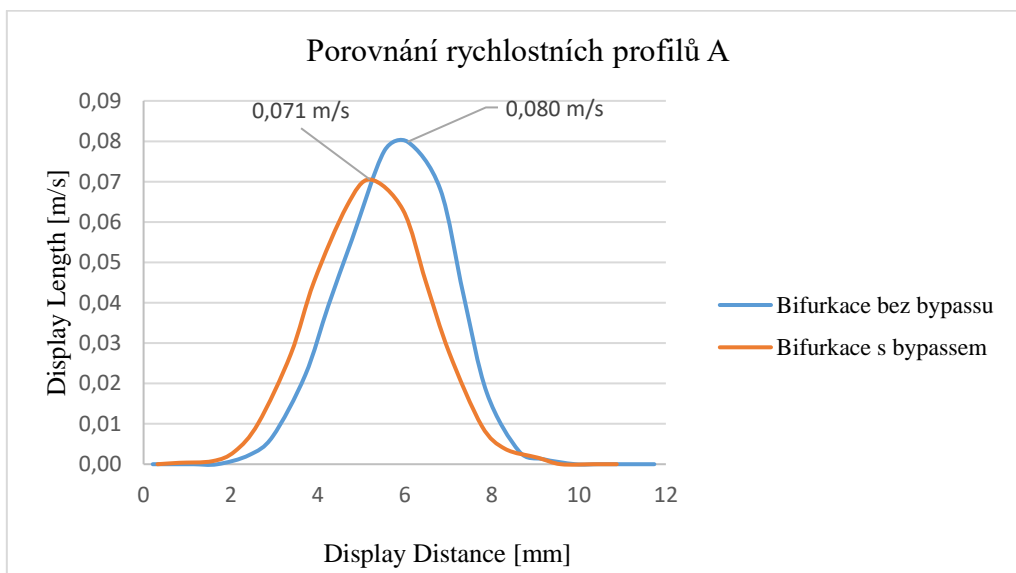 Porovnání rychlostních profilů A
0,071 m/s
0,080 m/s
Display Length [m/s]
0,09
0,08
0,07
0,06
0,05
0,04
0,03
0,02
0,01
0,00
0 2 4 6 8 10 12
Display Distance [mm]
Bifurkace bez bypassu
Bifurkace s bypassem